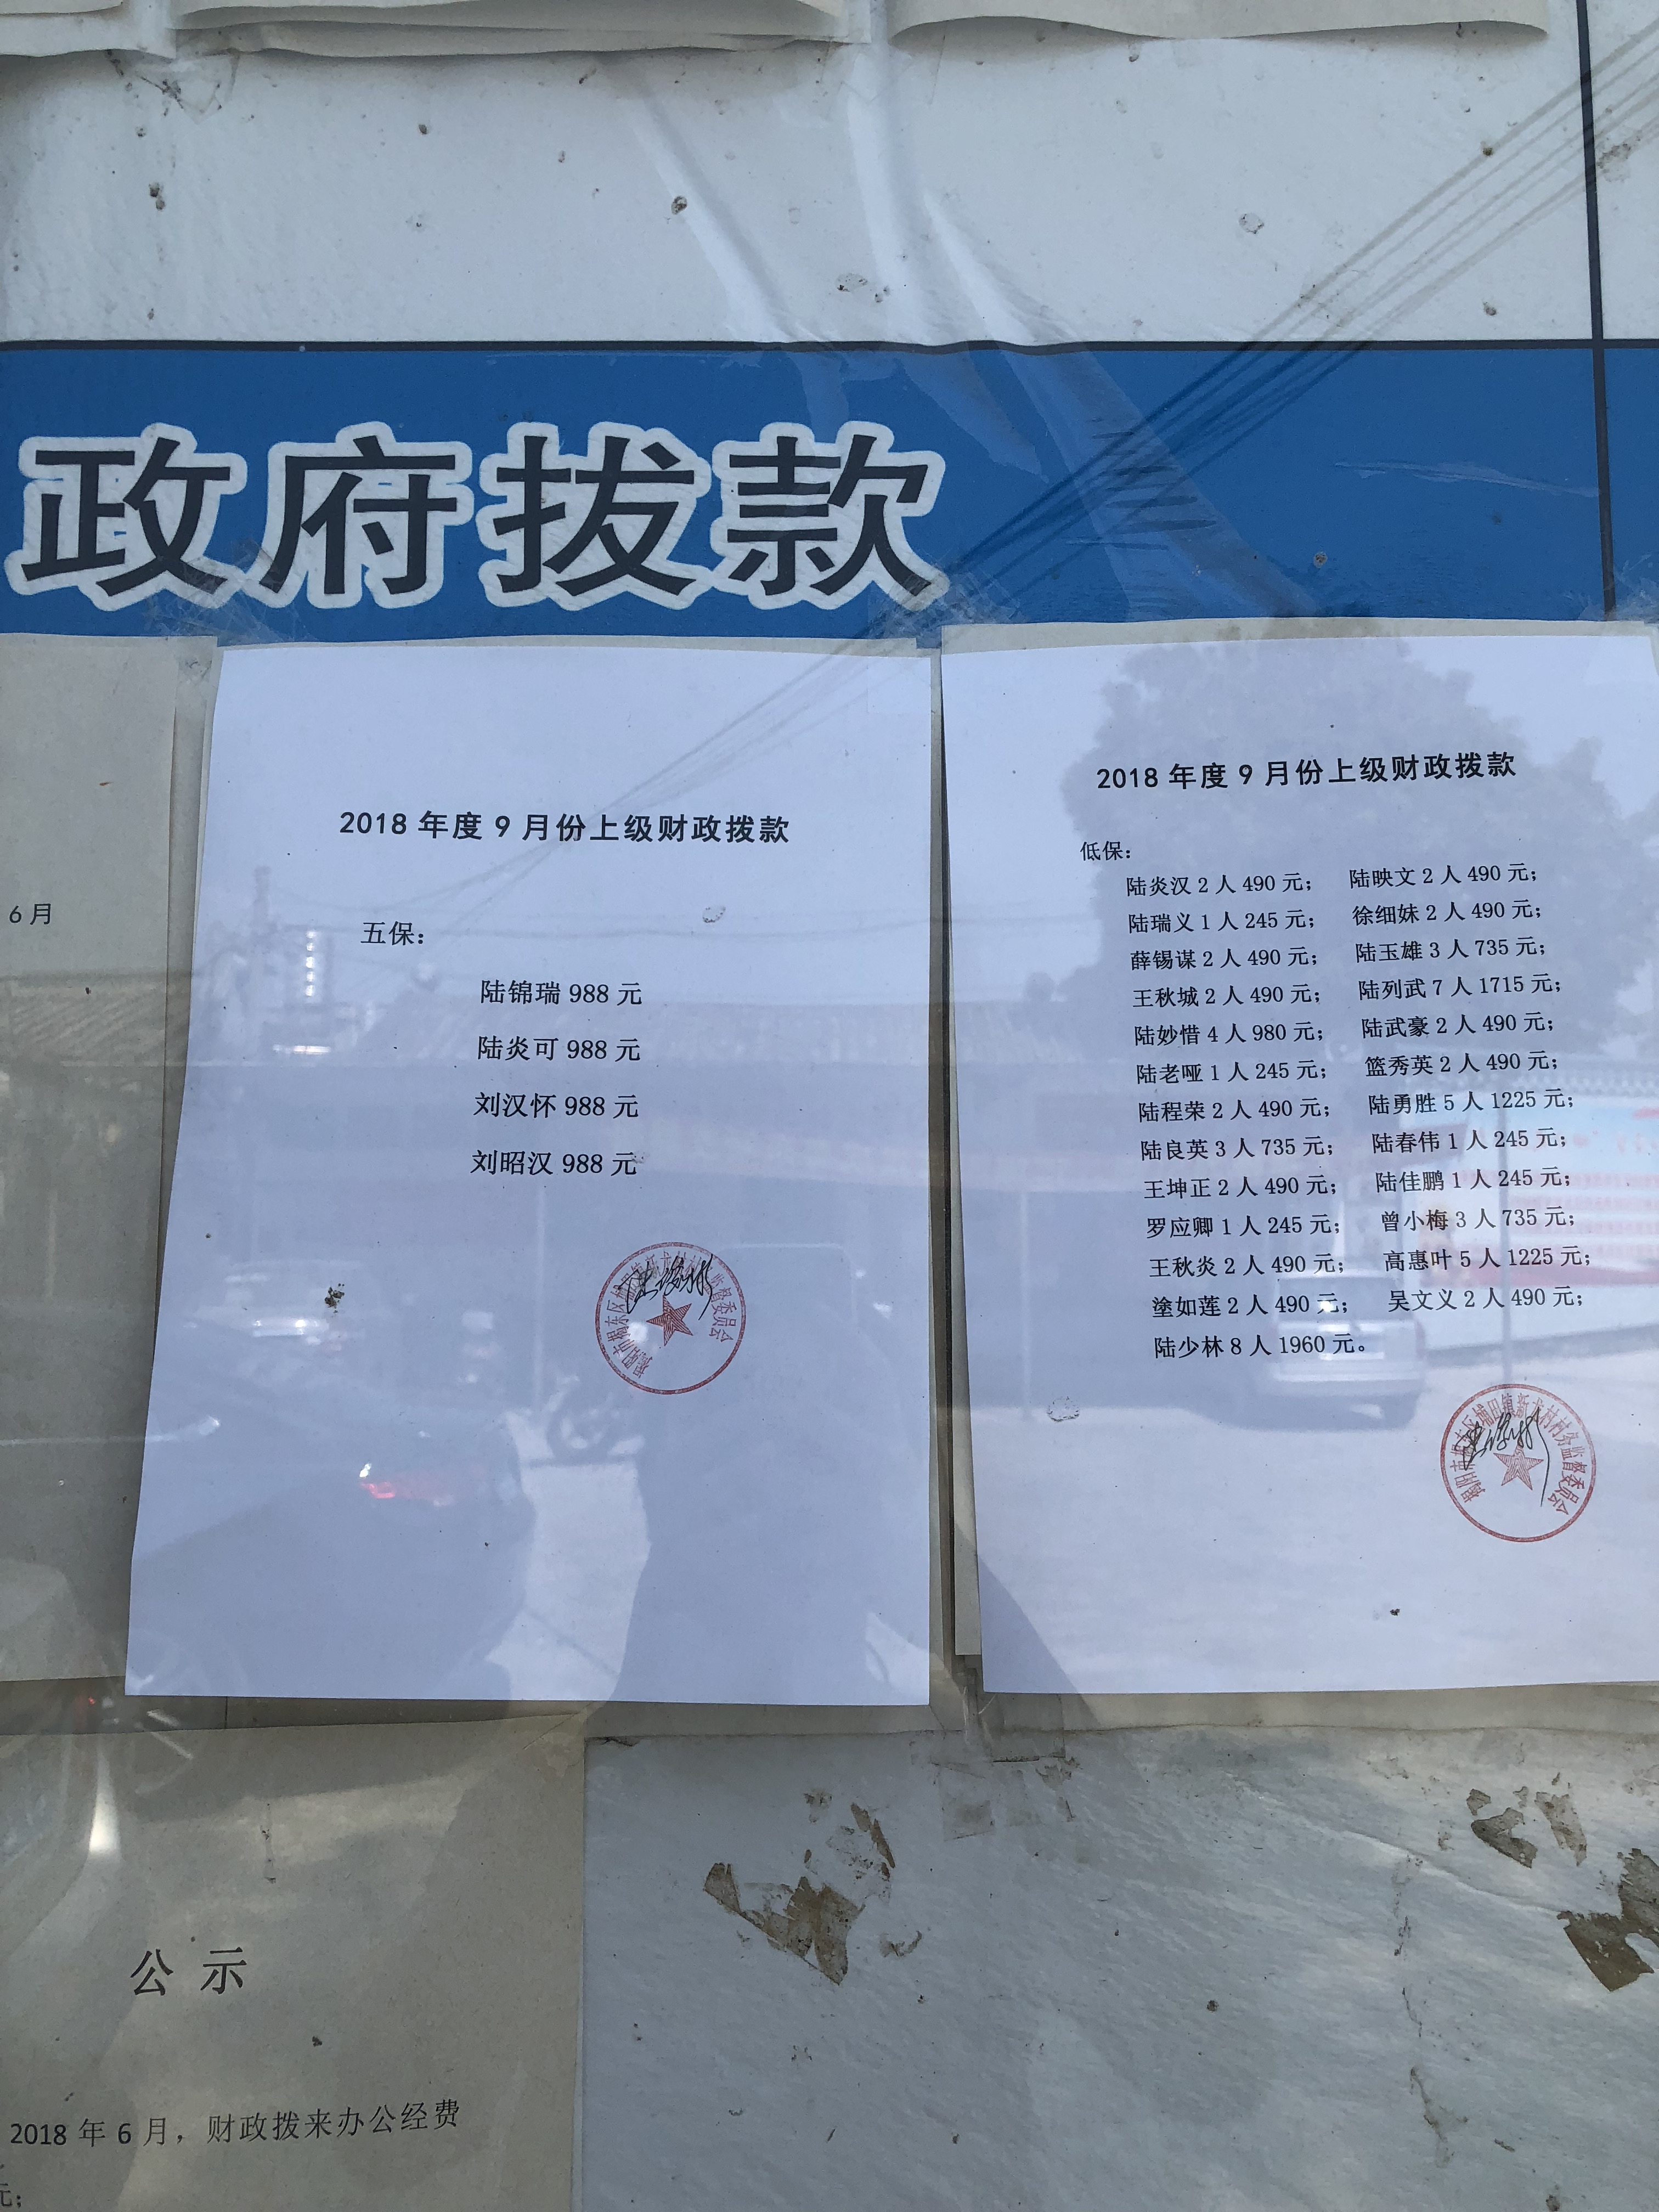 政府拔款
6月
2018 年度 9 月份上级财政拨款
五保：
陆锦瑞 988 元
陆炎可 988 元
刘汉怀 988 元
刘昭汉 988 元
2018 年度 9 月份上级财政拨款
低保：
陆炎汉 2 人 490 元； 陆映文 2 人 490 元；
陆瑞义 1 人 245 元； 徐细妹 2 人 490 元；
薛锡谋 2 人 490 元； 陆玉雄 3 人 735 元；
王秋城 2 人 490 元； 陆列武 7 人 1715 元；
陆妙惜 4 人 980 元； 陆武豪 2 人 490 元；
陆老哑 1 人 245 元； 篮秀英 2 人 490 元；
陆程荣 2 人 490 元； 陆勇胜 5 人 1225 元；
陆良英 3 人 735 元； 陆春伟 1 人 245 元；
王坤正 2 人 490 元； 陆佳鹏 1 人 245 元；
罗应卿 1 人 245 元； 曾小梅 3 人 735 元；
王秋炎 2 人 490 元； 高惠叶 5 人 1225 元；
塗如莲 2 人 490 元； 吴文义 2 人 490 元；
陆少林 8 人 1960 元。
公 示
2018 年 6 月，财政拨来办公经费
元；